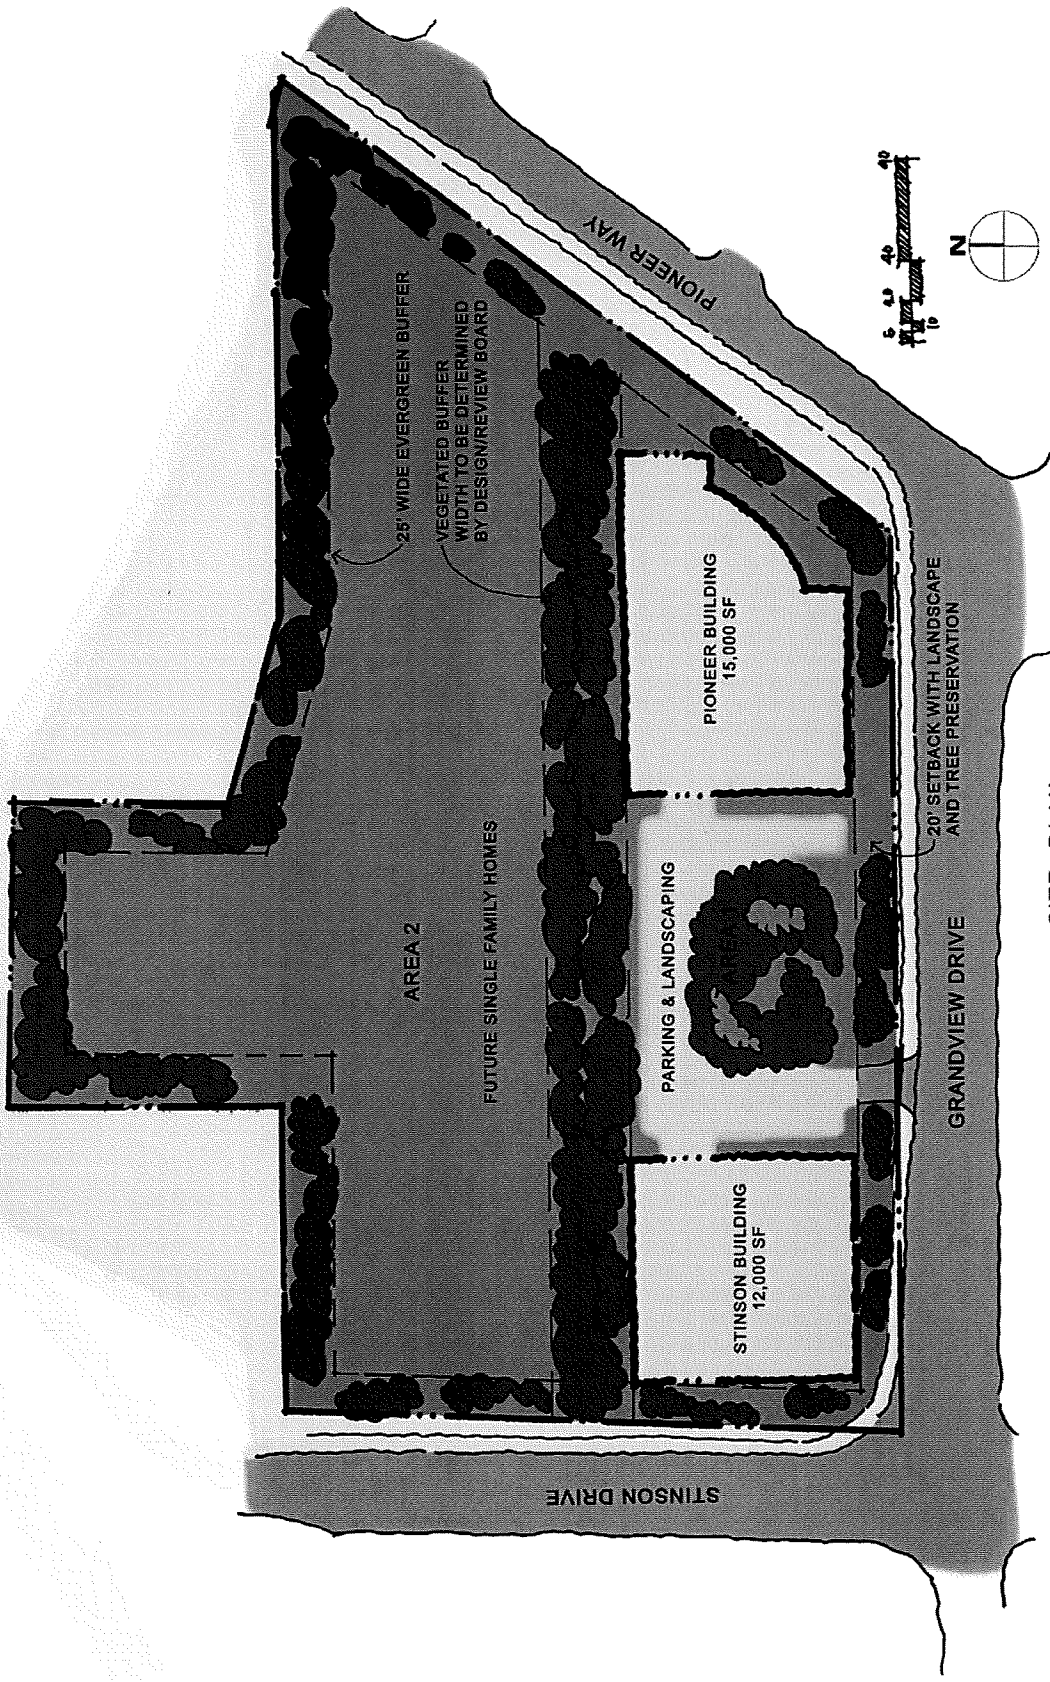 25' WIDE EVERGREEN BUFFER
VEGETATED BUFFER
WIDTH TO BE DETERMINED
BY DESIGN/REVIEW BOARD
AREA 2
FUTURE SINGLE FAMILY HOMES
STINSON DRIVE
STINSON BUILDING
12,000 SF
PARKING & LANDSCAPING
AREA
PIONEER BUILDING
15,000 SF
PIONEER WAY
GRANDVIEW DRIVE
20' SETBACK WITH LANDSCAPE
AND TREE PRESERVATION
N